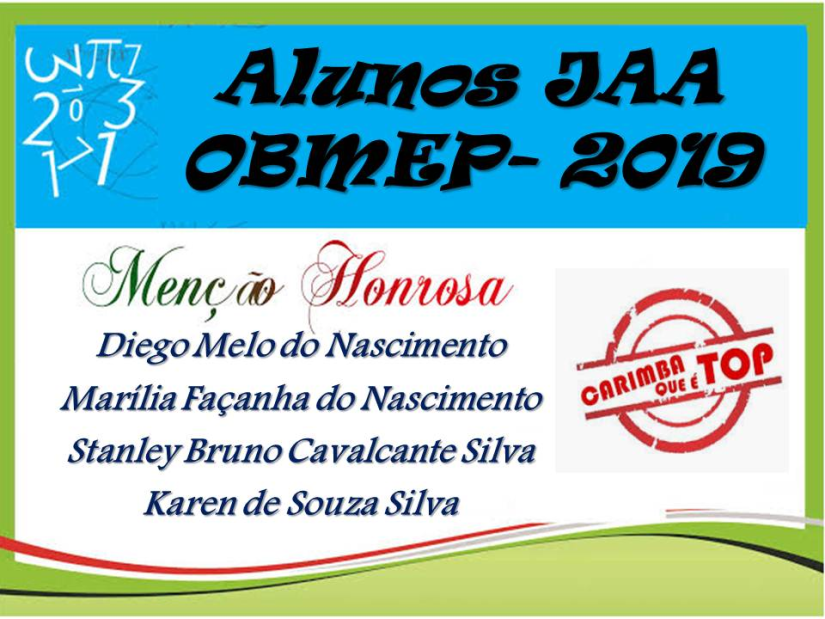 Alunos JAA
OBMEP- 2019
Menção Honrosa
Diego Melo do Nascimento
Marília Façanha do Nascimento
Stanley Bruno Cavalcante Silva
Karen de Souza Silva
CARIMBA
QUE É
TOP